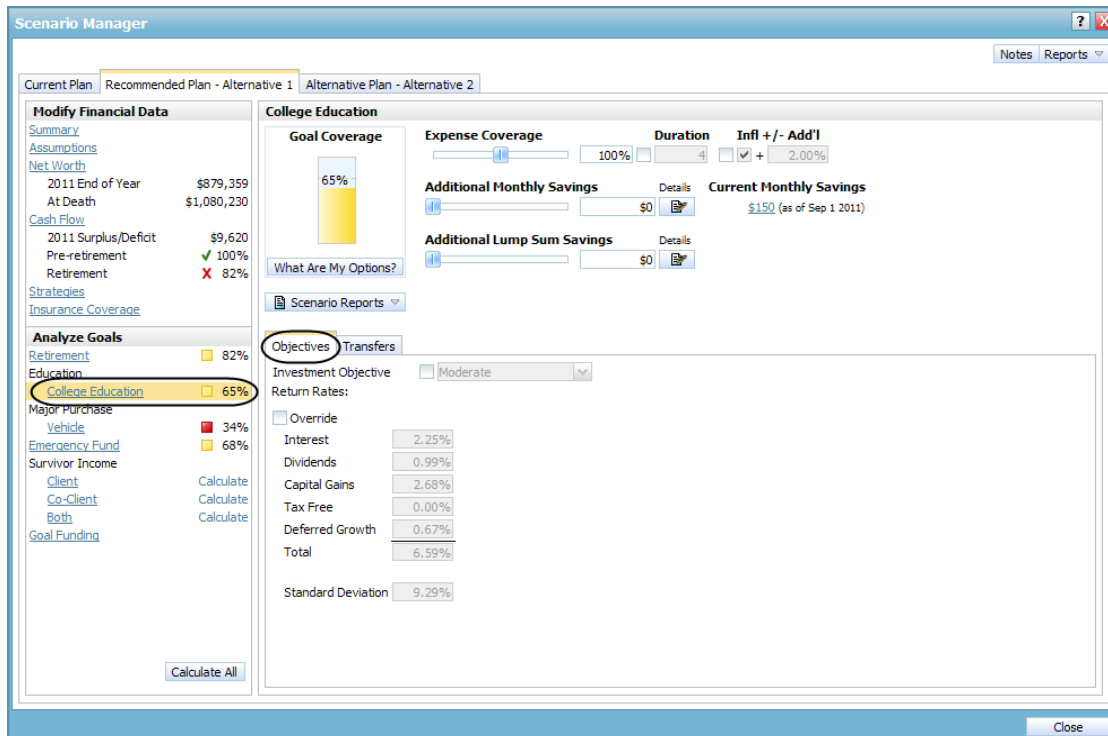 Scenario Manager
? X
Notes Reports
Current Plan Recommended Plan - Alternative 1 Alternative Plan - Alternative 2
Modify Financial Data
Summary
Assumptions
Net Worth
2011 End of Year $879,359
At Death $1,080,230
Cash Flow
2011 Surplus/Deficit $9,620
Pre-retirement 100%
Retirement X 82%
Strategies
Insurance Coverage
Analyze Goals
Retirement 82%
Education
College Education 65%
Major Purchase
Vehicle 34%
Emergency Fund 68%
Survivor Income
Client Calculate
Co-Client Calculate
Both Calculate
Goal Funding
Calculate All
College Education
Goal Coverage
65%
What Are My Options?
Expense Coverage Duration Infl +/- Add'l
100% 4 + 2.00%
Additional Monthly Savings Details Current Monthly Savings
$0 $150 (as of Sep 1 2011)
Additional Lump Sum Savings Details
$0
Scenario Reports
Objectives Transfers
Investment Objective Moderate
Return Rates:
Override
Interest 2.25%
Dividends 0.99%
Capital Gains 2.68%
Tax Free 0.00%
Deferred Growth 0.67%
Total 6.59%
Standard Deviation 9.29%
Close